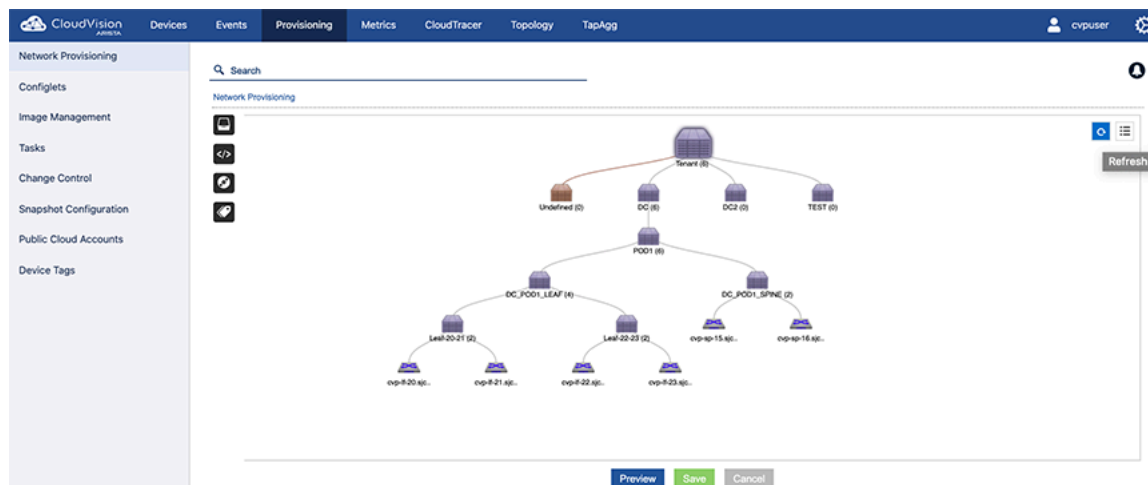 CloudVision
ARISTA
Devices
Events
Provisioning
Metrics
CloudTracer
Topology
TapAgg
cvpuser
Network Provisioning
Configlets
Image Management
Tasks
Change Control
Snapshot Configuration
Public Cloud Accounts
Device Tags
Search
Network Provisioning
</>
Refresh
Tenant (6)
Undefined (0)
DC (6)
DC2 (0)
TEST (0)
POD1 (6)
DC_POD1_LEAF (4)
DC_POD1_SPINE (2)
Leaf-20-21 (2)
Leaf-22-23 (2)
cvp-sp-15.sjc..
cvp-sp-16.sjc..
cvp-lf-20.sjc..
cvp-lf-21.sjc..
cvp-lf-22.sjc..
cvp-lf-23.sjc..
Preview
Save
Cancel